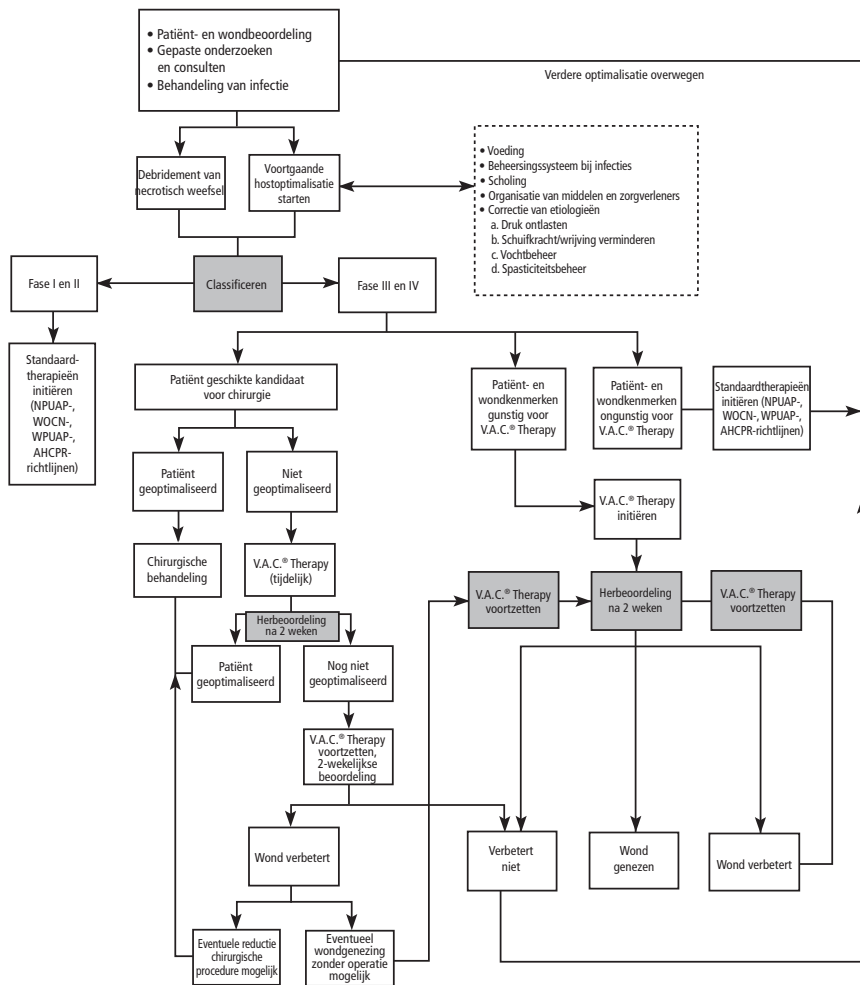 • Patiënt- en wondbeoordeling
• Gepaste onderzoeken
en consulten
• Behandeling van infectie
Verdere optimalisatie overwegen
Debridement van
necrotisch weefsel
Voortgaande
hostoptimalisatie
starten
• Voeding
• Beheersingssysteem bij infecties
• Scholing
• Organisatie van middelen en zorgverleners
• Correctie van etiologieën
a. Druk ontlasten
b. Schuifkracht/wrijving verminderen
c. Vochtbeheer
d. Spasticiteitsbeheer
Fase I en II
Classificeren
Fase III en IV
Standaard-
therapieën
initiëren
(NPUAP-,
WOCN-,
WPUAP-,
AHCPR-
richtlijnen)
Patiënt geschikte kandidaat
voor chirurgie
Patiënt- en
wondkenmerken
gunstig voor
V.A.C.® Therapy
Patiënt- en
wondkenmerken
ongunstig voor
V.A.C.® Therapy
Standaardtherapieën
initiëren (NPUAP-,
WOCN-, WPUAP-,
AHCPR-richtlijnen)
Patiënt
geoptimaliseerd
Niet
geoptimaliseerd
V.A.C.® Therapy
initiëren
Chirurgische
behandeling
V.A.C.® Therapy
(tijdelijk)
V.A.C.® Therapy
voortzetten
Herbeoordeling
na 2 weken
V.A.C.® Therapy
voortzetten
Herbeoordeling
na 2 weken
Patiënt
geoptimaliseerd
Nog niet
geoptimaliseerd
V.A.C.® Therapy
voortzetten,
2-wekelijkse
beoordeling
Wond verbetert
Verbetert
niet
Wond
genezen
Wond verbetert
Eventuele reductie
chirurgische
procedure mogelijk
Eventueel
wondgenezing
zonder operatie
mogelijk